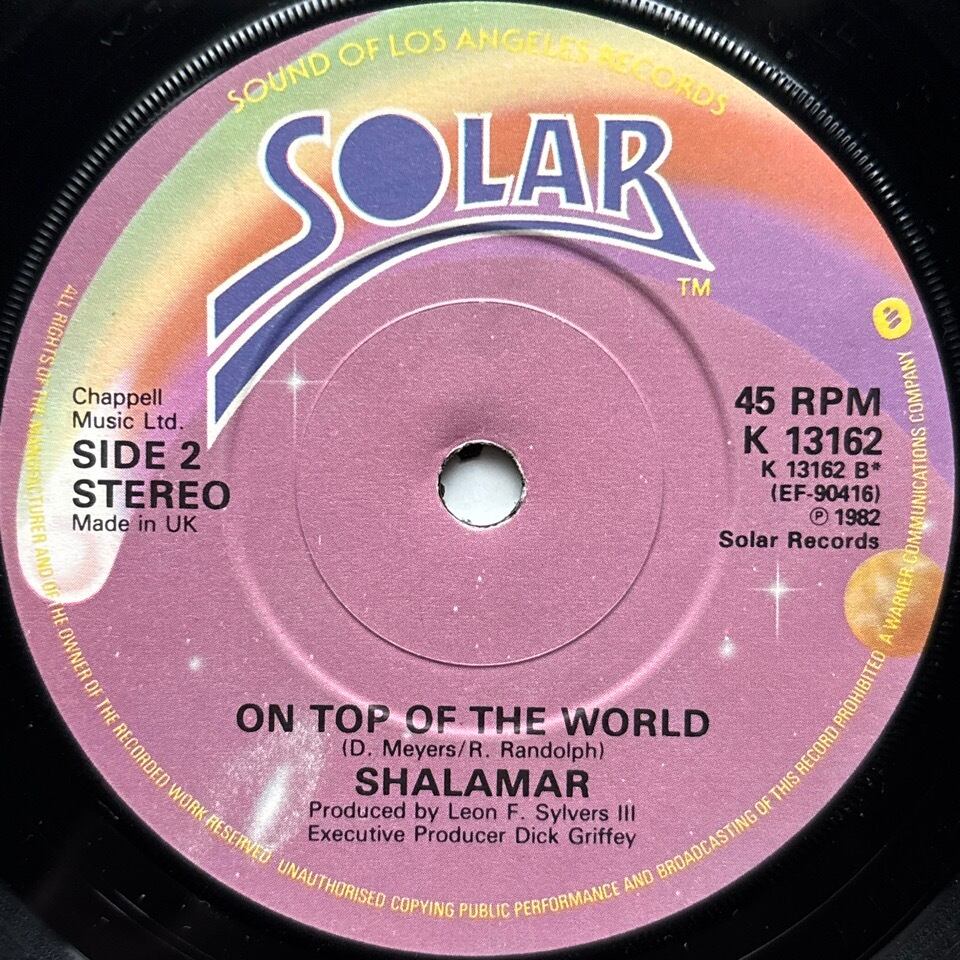 SOUND OF LOS ANGELES RECORDS
SOLAR
TM
Chappell
Music Ltd.
SIDE 2
STEREO
Made in UK
45 RPM
K 13162
K 13162 B*
(EF-90416)
℗ 1982
Solar Records
ON TOP OF THE WORLD
(D. Meyers/R. Randolph)
SHALAMAR
Produced by Leon F. Sylvers III
Executive Producer Dick Griffey
ALL RIGHTS OF THE MANUFACTURER AND OF THE OWNER OF THE RECORDED WORK RESERVED UNAUTHORISED COPYING PUBLIC PERFORMANCE AND BROADCASTING OF THIS RECORD PROHIBITED A WARNER COMMUNICATIONS COMPANY